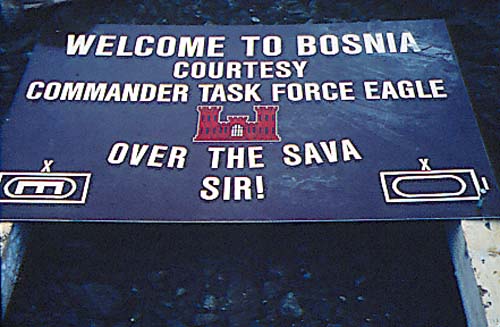 WELCOME TO BOSNIA
COURTESY
COMMANDER TASK FORCE EAGLE
OVER THE SAVA
SIR!
X
X